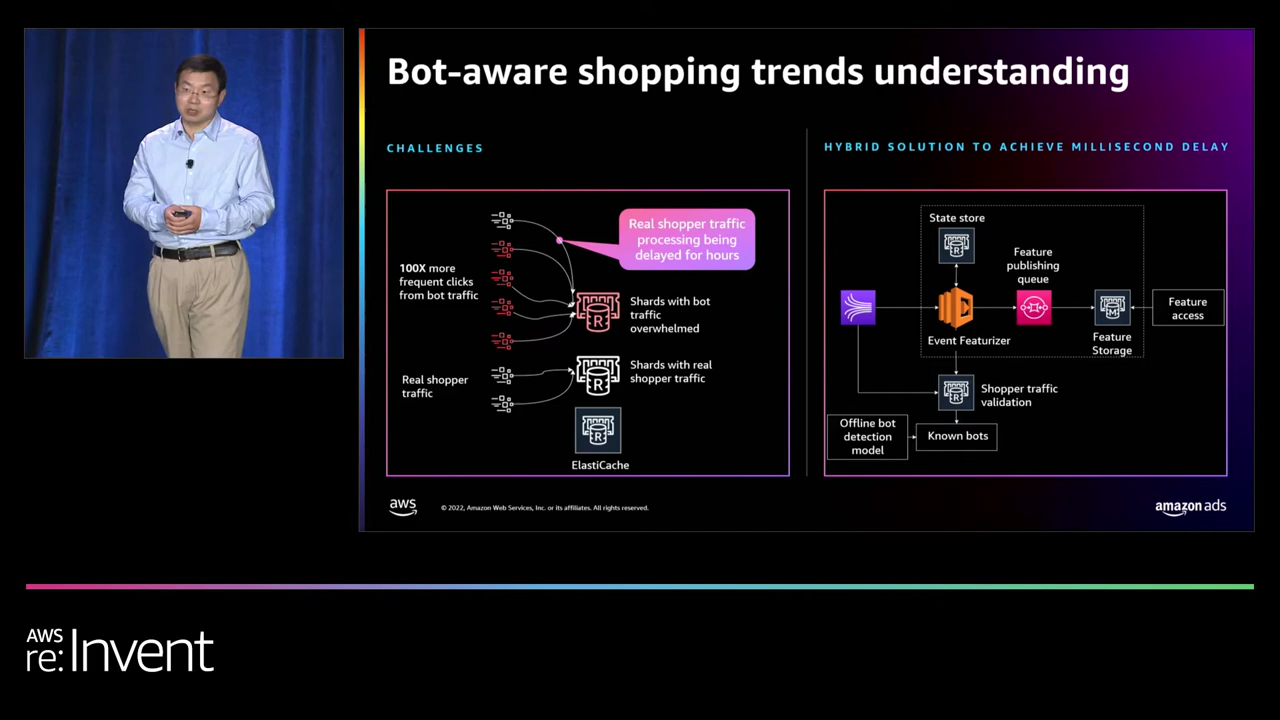 Bot-aware shopping trends understanding
CHALLENGES
100X more
frequent clicks
from bot traffic
Real shopper traffic
processing being
delayed for hours
R
Shards with bot
traffic
overwhelmed
Real shopper
traffic
R
Shards with real
shopper traffic
R
ElastiCache
HYBRID SOLUTION TO ACHIEVE MILLISECOND DELAY
State store
R
Feature
publishing
queue
Event Featurizer
M
Feature
Storage
Feature
access
R
Shopper traffic
validation
Offline bot
detection
model
Known bots
aws
© 2022, Amazon Web Services, Inc. or its affiliates. All rights reserved.
amazon ads
AWS
re:Invent